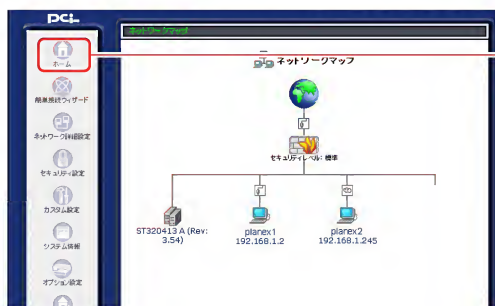 PCi
ネットワークマップ
ホーム
簡単接続ウィザード
ネットワーク詳細設定
セキュリティ設定
カスタム設定
システム情報
オプション設定
ネットワークマップ
セキュリティレベル: 標準
ST320413 A (Rev:
3.54)
planex1
192.168.1.2
planex2
192.168.1.245